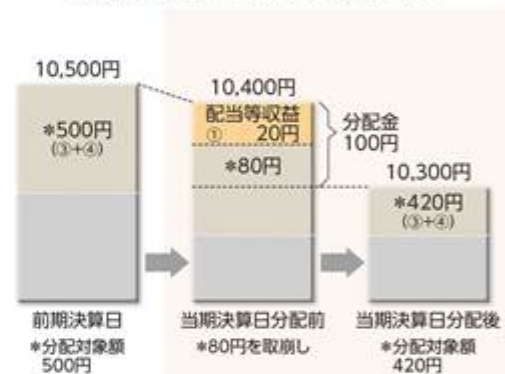 10,500円
*500円
(③+④)
10,400円
配当等収益
① 20円
*80円
分配金
100円
10,300円
*420円
(③+④)
前期決算日
*分配対象額
500円
当期決算日分配前
*80円を取崩し
当期決算日分配後
*分配対象額
420円